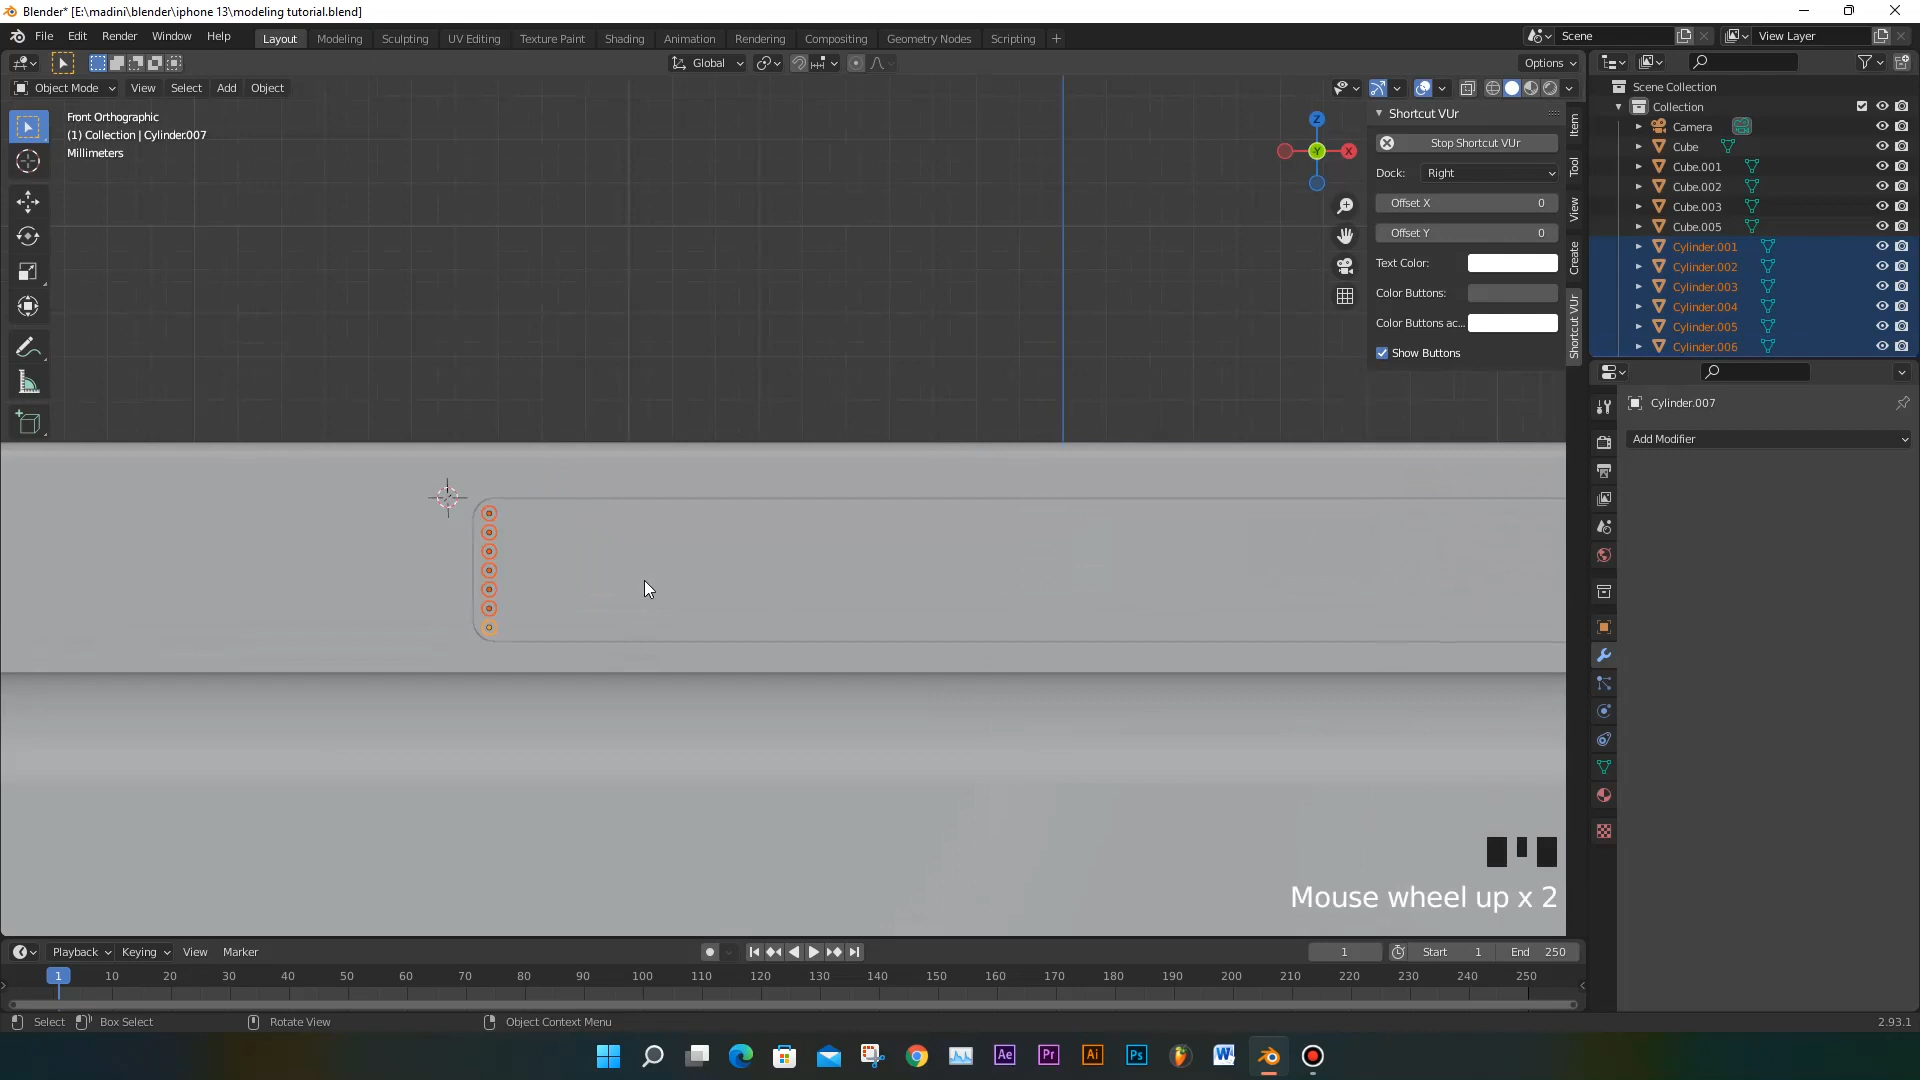 Blender* [E:\madini\blender\iphone 13\modeling tutorial.blend]
File Edit Render Window Help Layout Modeling Sculpting UV Editing Texture Paint Shading Animation Rendering Compositing Geometry Nodes Scripting + Scene View Layer
Global Options
Object Mode View Select Add Object
Front Orthographic
(1) Collection | Cylinder.007
Millimeters
Z
Y
X
Shortcut VUr
Stop Shortcut VUr
Dock: Right
Offset X 0
Offset Y 0
Text Color:
Color Buttons:
Color Buttons ac...
Show Buttons
Item
Tool
View
Create
Shortcut VUr
Scene Collection
Collection
Camera
Cube
Cube.001
Cube.002
Cube.003
Cube.005
Cylinder.001
Cylinder.002
Cylinder.003
Cylinder.004
Cylinder.005
Cylinder.006
Cylinder.007
Add Modifier
Mouse wheel up x 2
Playback Keying View Marker 1 Start 1 End 250
1 10 20 30 40 50 60 70 80 90 100 110 120 130 140 150 160 170 180 190 200 210 220 230 240 250
Select Box Select Rotate View Object Context Menu 2.93.1
Ae Pr Ai Ps W